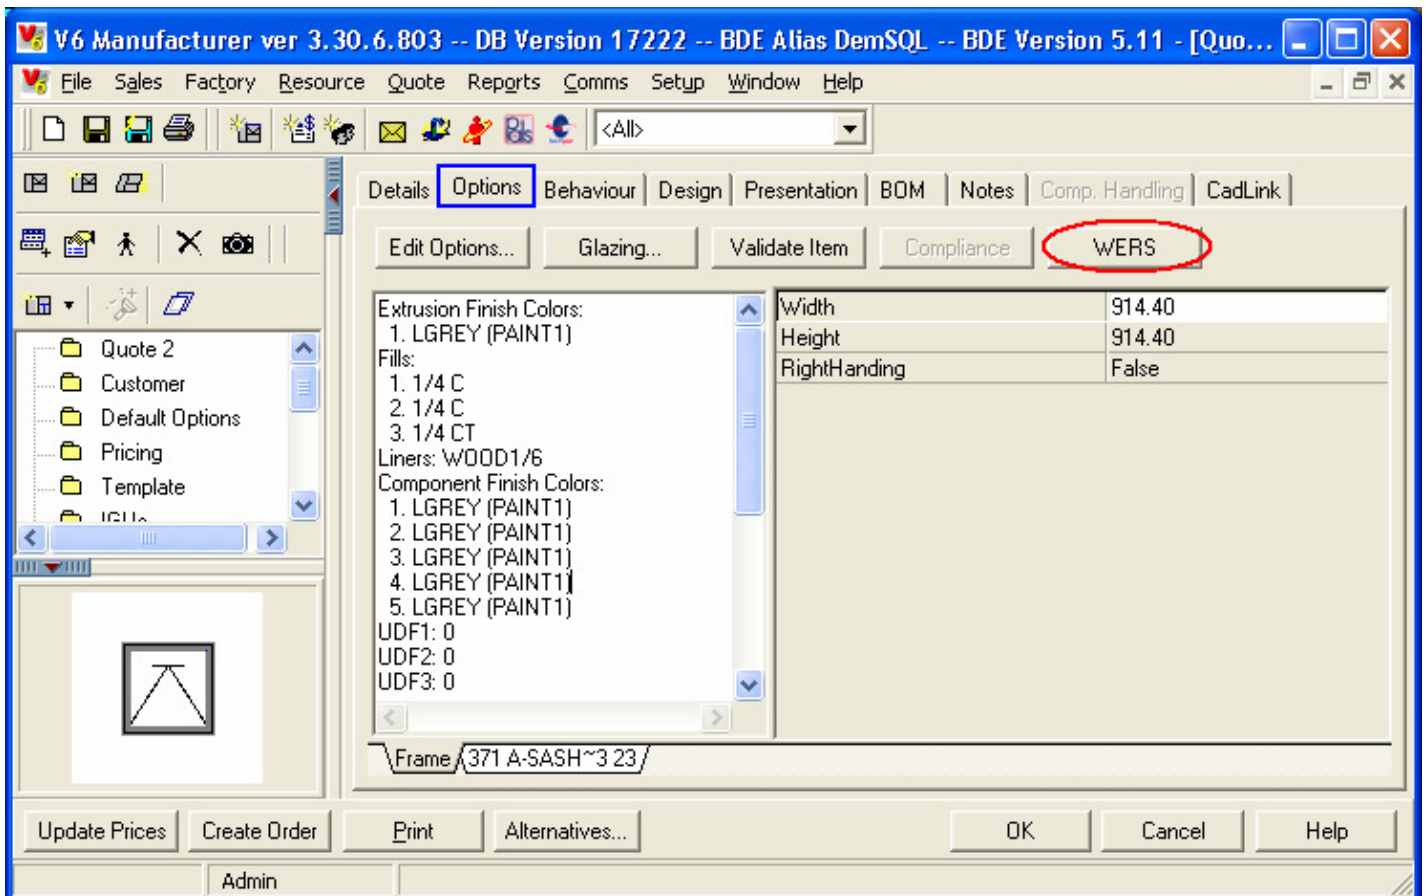 V6 Manufacturer ver 3.30.6.803 -- DB Version 17222 -- BDE Alias DemSQL -- BDE Version 5.11 - [Quo...
File Sales Factory Resource Quote Reports Comms Setup Window Help
<All>
Details Options Behaviour Design Presentation BOM Notes Comp. Handling CadLink
Edit Options... Glazing... Validate Item Compliance WERS
Quote 2
Customer
Default Options
Pricing
Template
IGUs
Extrusion Finish Colors:
1. LGREY (PAINT1)
Fills:
1. 1/4 C
2. 1/4 C
3. 1/4 CT
Liners: WOOD1/6
Component Finish Colors:
1. LGREY (PAINT1)
2. LGREY (PAINT1)
3. LGREY (PAINT1)
4. LGREY (PAINT1)
5. LGREY (PAINT1)
UDF1: 0
UDF2: 0
UDF3: 0
Width 914.40
Height 914.40
RightHanding False
Frame 371 A-SASH~3 23
Update Prices Create Order Print Alternatives... OK Cancel Help
Admin